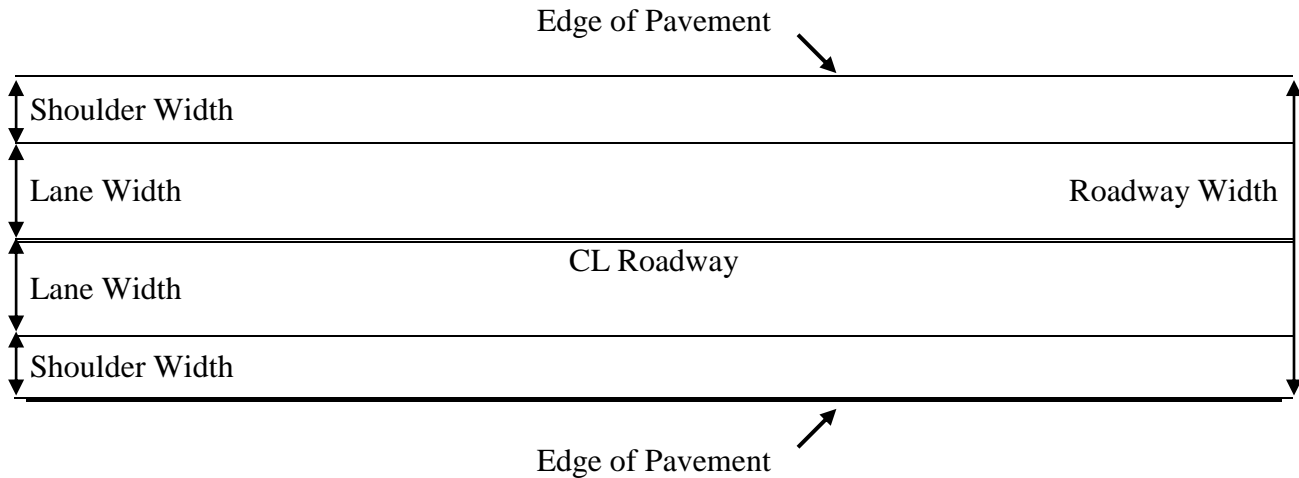 Edge of Pavement
Shoulder Width
Lane Width
Roadway Width
CL Roadway
Lane Width
Shoulder Width
Edge of Pavement